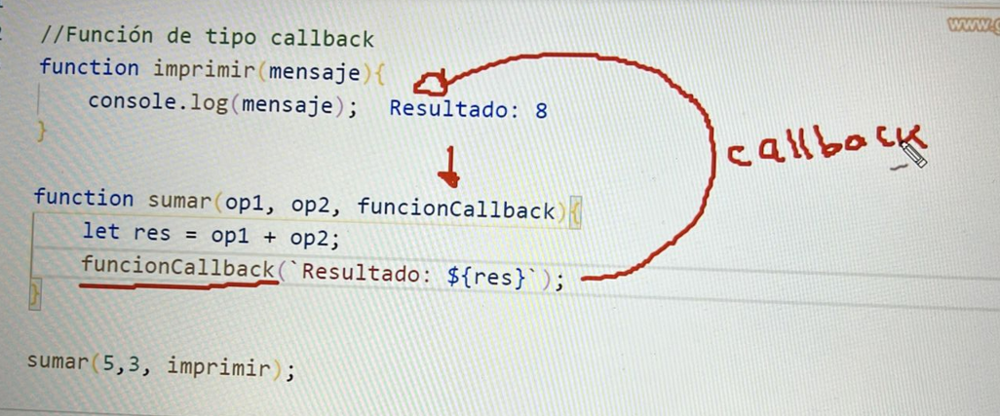 //Función de tipo callback
function imprimir(mensaje){
console.log(mensaje); Resultado: 8
}
callback
function sumar(op1, op2, funcionCallback){
let res = op1 + op2;
funcionCallback(`Resultado: ${res}`);
}
sumar(5,3, imprimir);